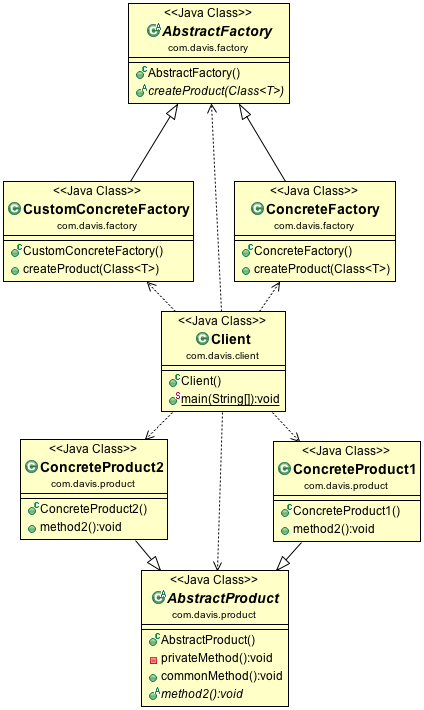 <<Java Class>>
AbstractFactory
com.davis.factory
AbstractFactory()
createProduct(Class<T>)
<<Java Class>>
CustomConcreteFactory
com.davis.factory
CustomConcreteFactory()
createProduct(Class<T>)
<<Java Class>>
ConcreteFactory
com.davis.factory
ConcreteFactory()
createProduct(Class<T>)
<<Java Class>>
Client
com.davis.client
Client()
main(String[]):void
<<Java Class>>
ConcreteProduct2
com.davis.product
ConcreteProduct2()
method2():void
<<Java Class>>
ConcreteProduct1
com.davis.product
ConcreteProduct1()
method2():void
<<Java Class>>
AbstractProduct
com.davis.product
AbstractProduct()
privateMethod():void
commonMethod():void
method2():void